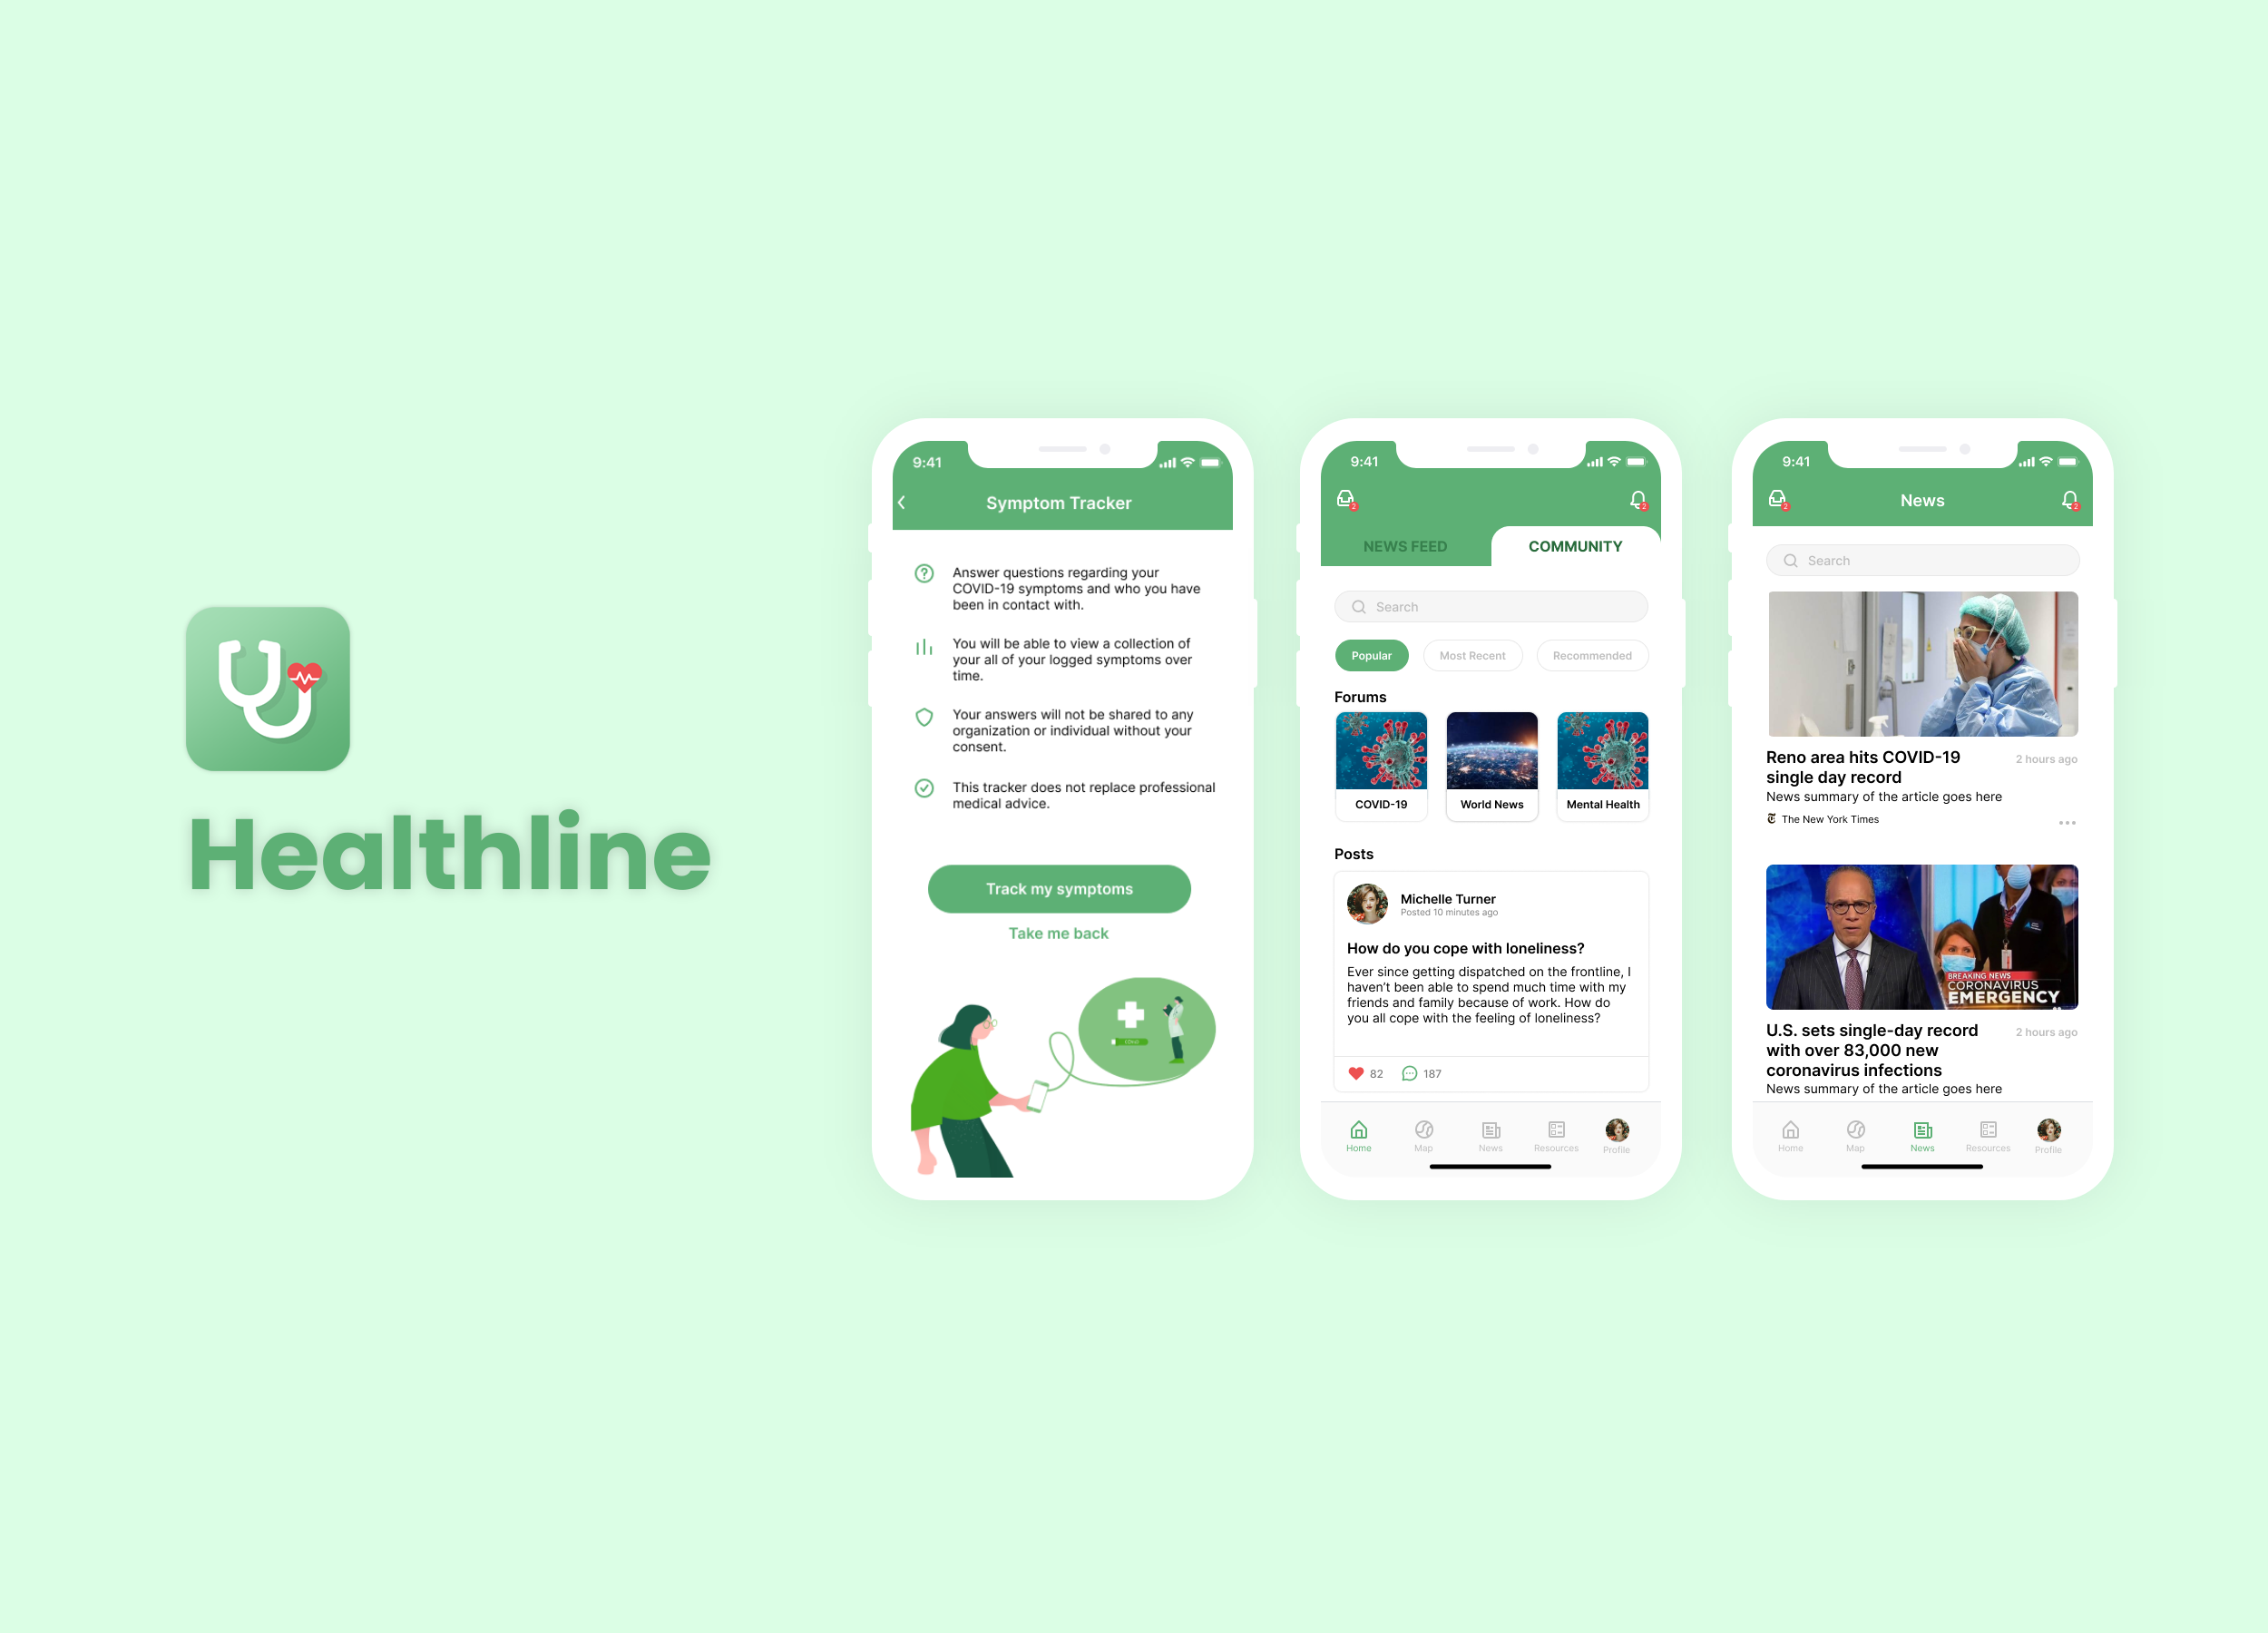 Healthline
9:41
Symptom Tracker
Answer questions regarding your
COVID-19 symptoms and who you have
been in contact with.
You will be able to view a collection of
your all of your logged symptoms over
time.
Your answers will not be shared to any
organization or individual without your
consent.
This tracker does not replace professional
medical advice.
Track my symptoms
Take me back
9:41
2
2
NEWS FEED
COMMUNITY
Search
Popular
Most Recent
Recommended
Forums
COVID-19
World News
Mental Health
Posts
Michelle Turner
Posted 10 minutes ago
How do you cope with loneliness?
Ever since getting dispatched on the frontline, I
haven’t been able to spend much time with my
friends and family because of work. How do
you all cope with the feeling of loneliness?
82
187
Home
Map
News
Resources
Profile
9:41
2
News
2
Search
Reno area hits COVID-19
single day record
2 hours ago
News summary of the article goes here
The New York Times
BREAKING NEWS
CORONAVIRUS
EMERGENCY
U.S. sets single-day record
with over 83,000 new
coronavirus infections
2 hours ago
News summary of the article goes here
Home
Map
News
Resources
Profile